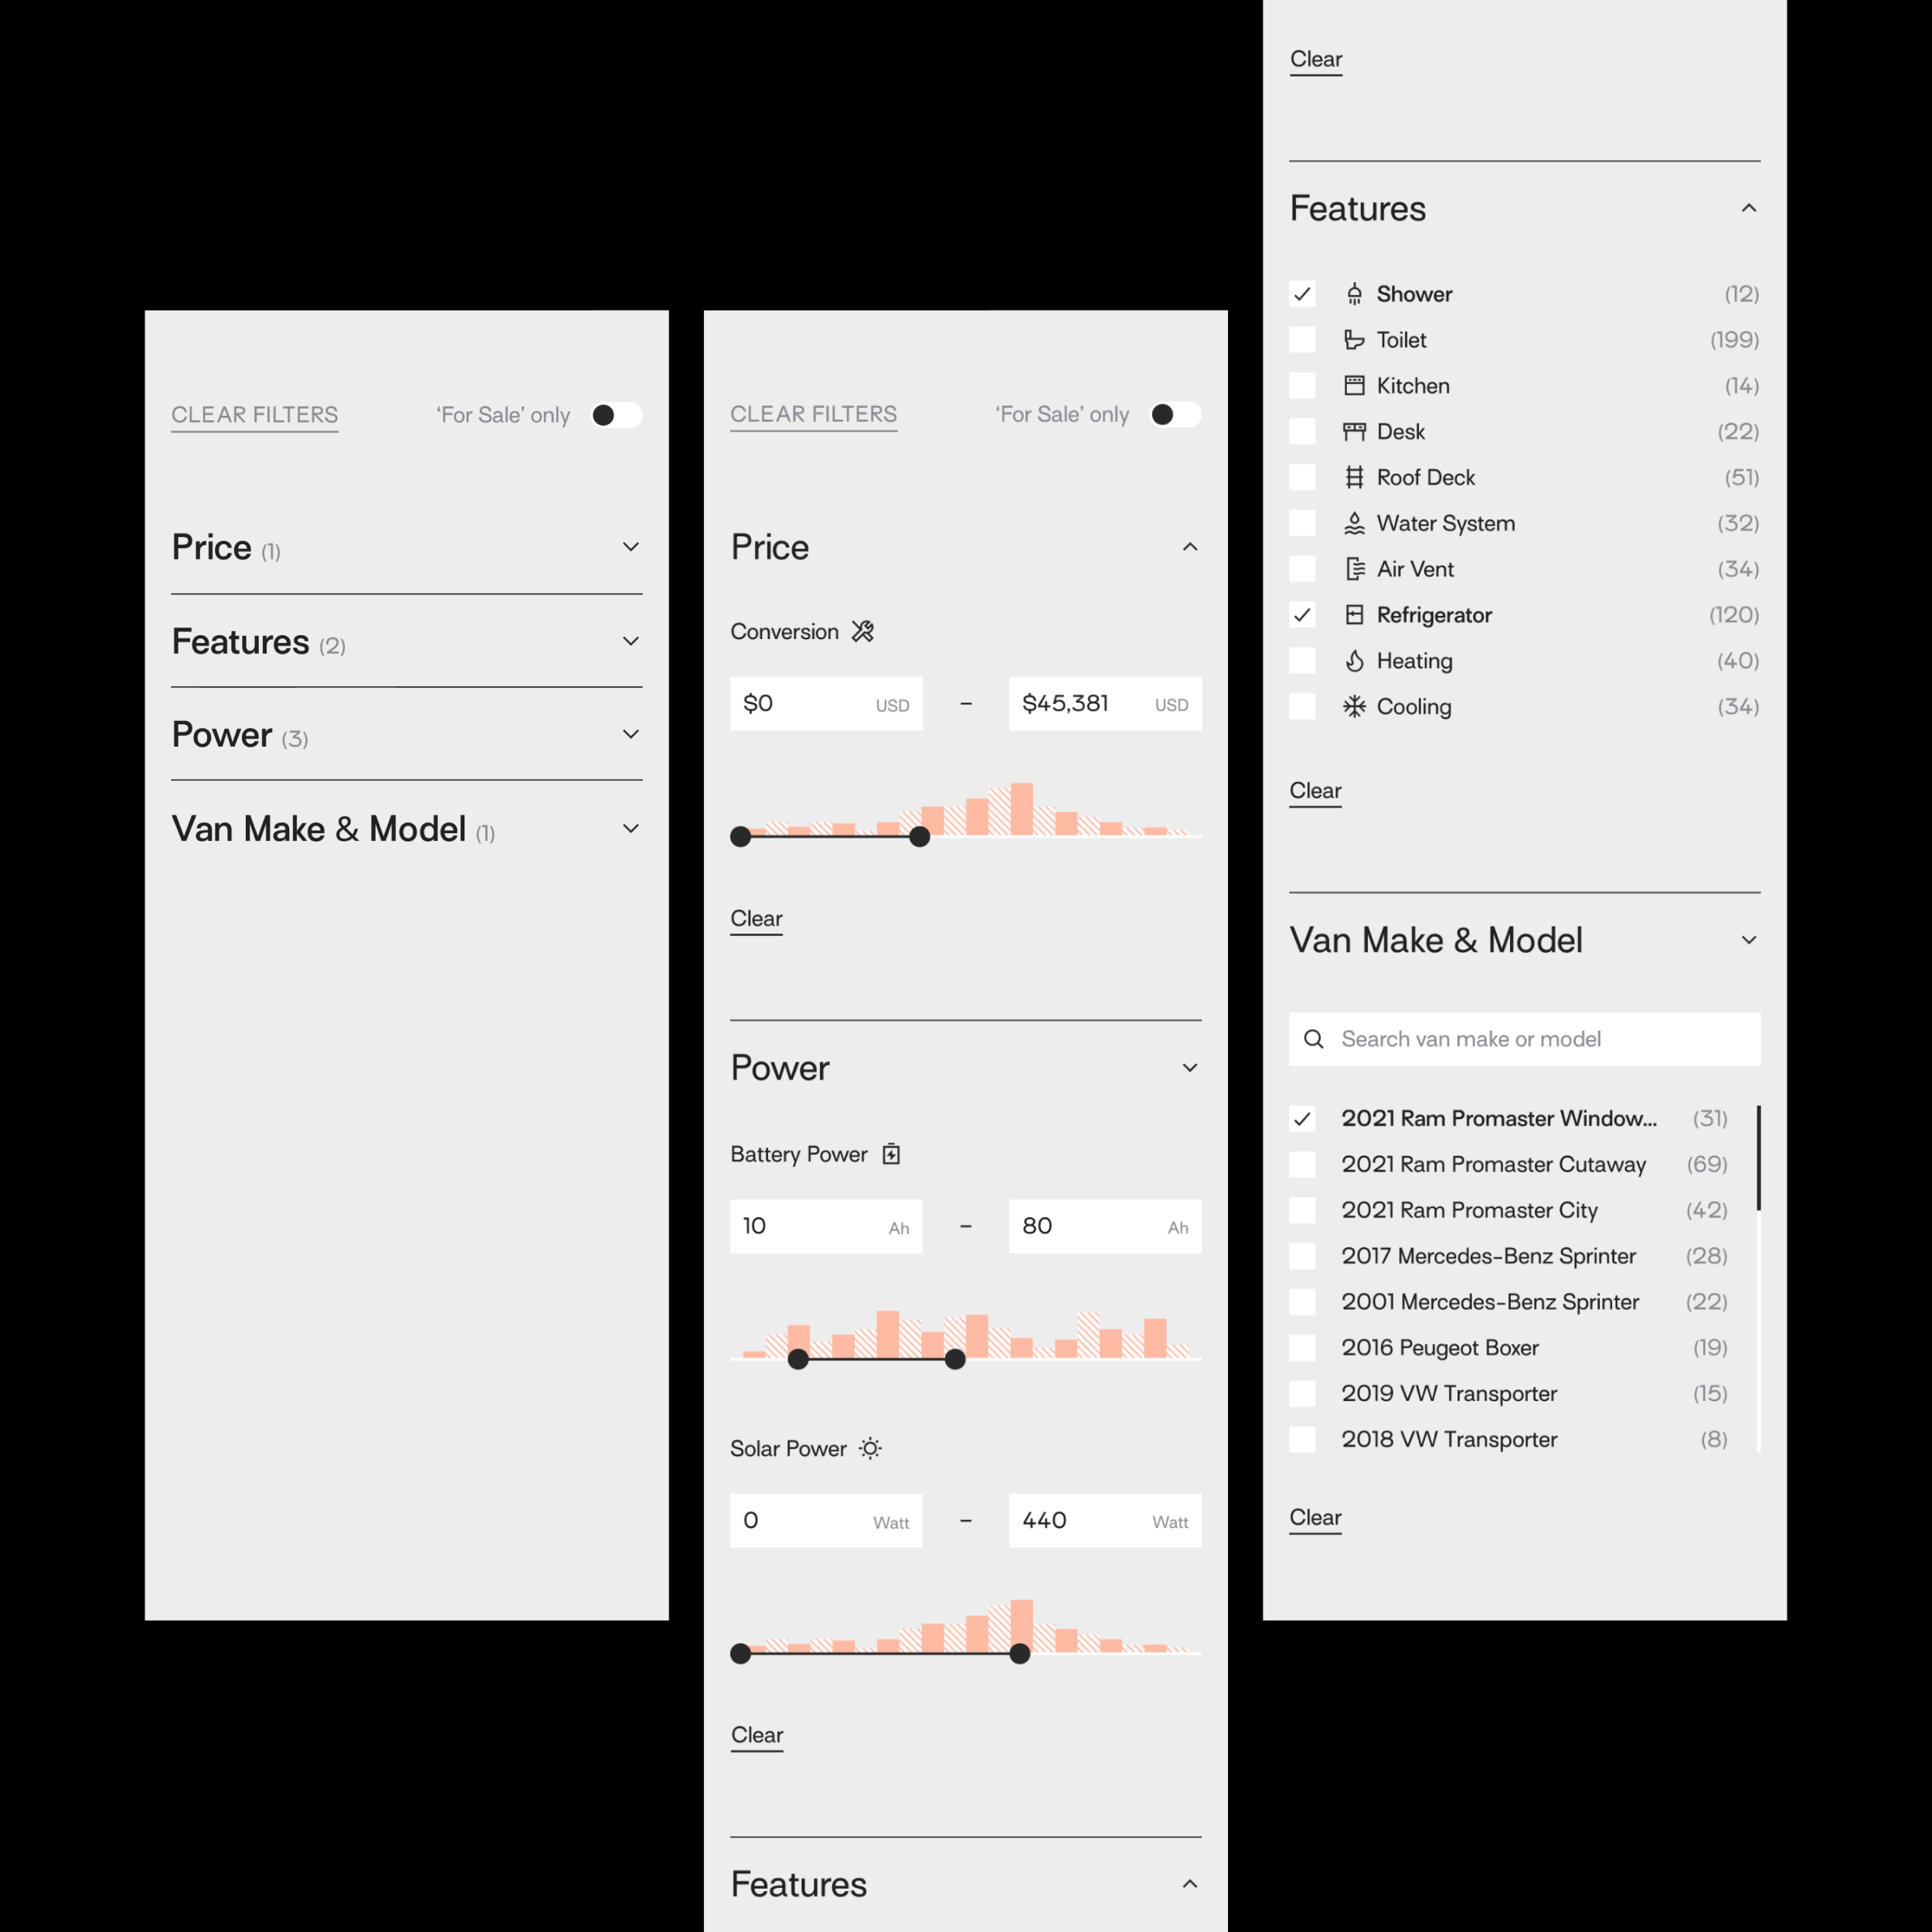 CLEAR FILTERS ‘For Sale’ only
Price (1)
Features (2)
Power (3)
Van Make & Model (1)
CLEAR FILTERS ‘For Sale’ only
Price
Conversion
$0 USD – $45,381 USD
Clear
Power
Battery Power
10 Ah – 80 Ah
Solar Power
0 Watt – 440 Watt
Clear
Features
Clear
Features
Shower (12)
Toilet (199)
Kitchen (14)
Desk (22)
Roof Deck (51)
Water System (32)
Air Vent (34)
Refrigerator (120)
Heating (40)
Cooling (34)
Clear
Van Make & Model
Search van make or model
2021 Ram Promaster Window... (31)
2021 Ram Promaster Cutaway (69)
2021 Ram Promaster City (42)
2017 Mercedes-Benz Sprinter (28)
2001 Mercedes-Benz Sprinter (22)
2016 Peugeot Boxer (19)
2019 VW Transporter (15)
2018 VW Transporter (8)
Clear